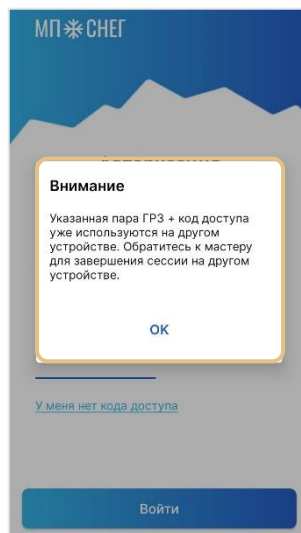 МП СНЕГ
Внимание
Указанная пара ГРЗ + код доступа
уже используются на другом
устройстве. Обратитесь к мастеру
для завершения сессии на другом
устройстве.
ОК
У меня нет кода доступа
Войти